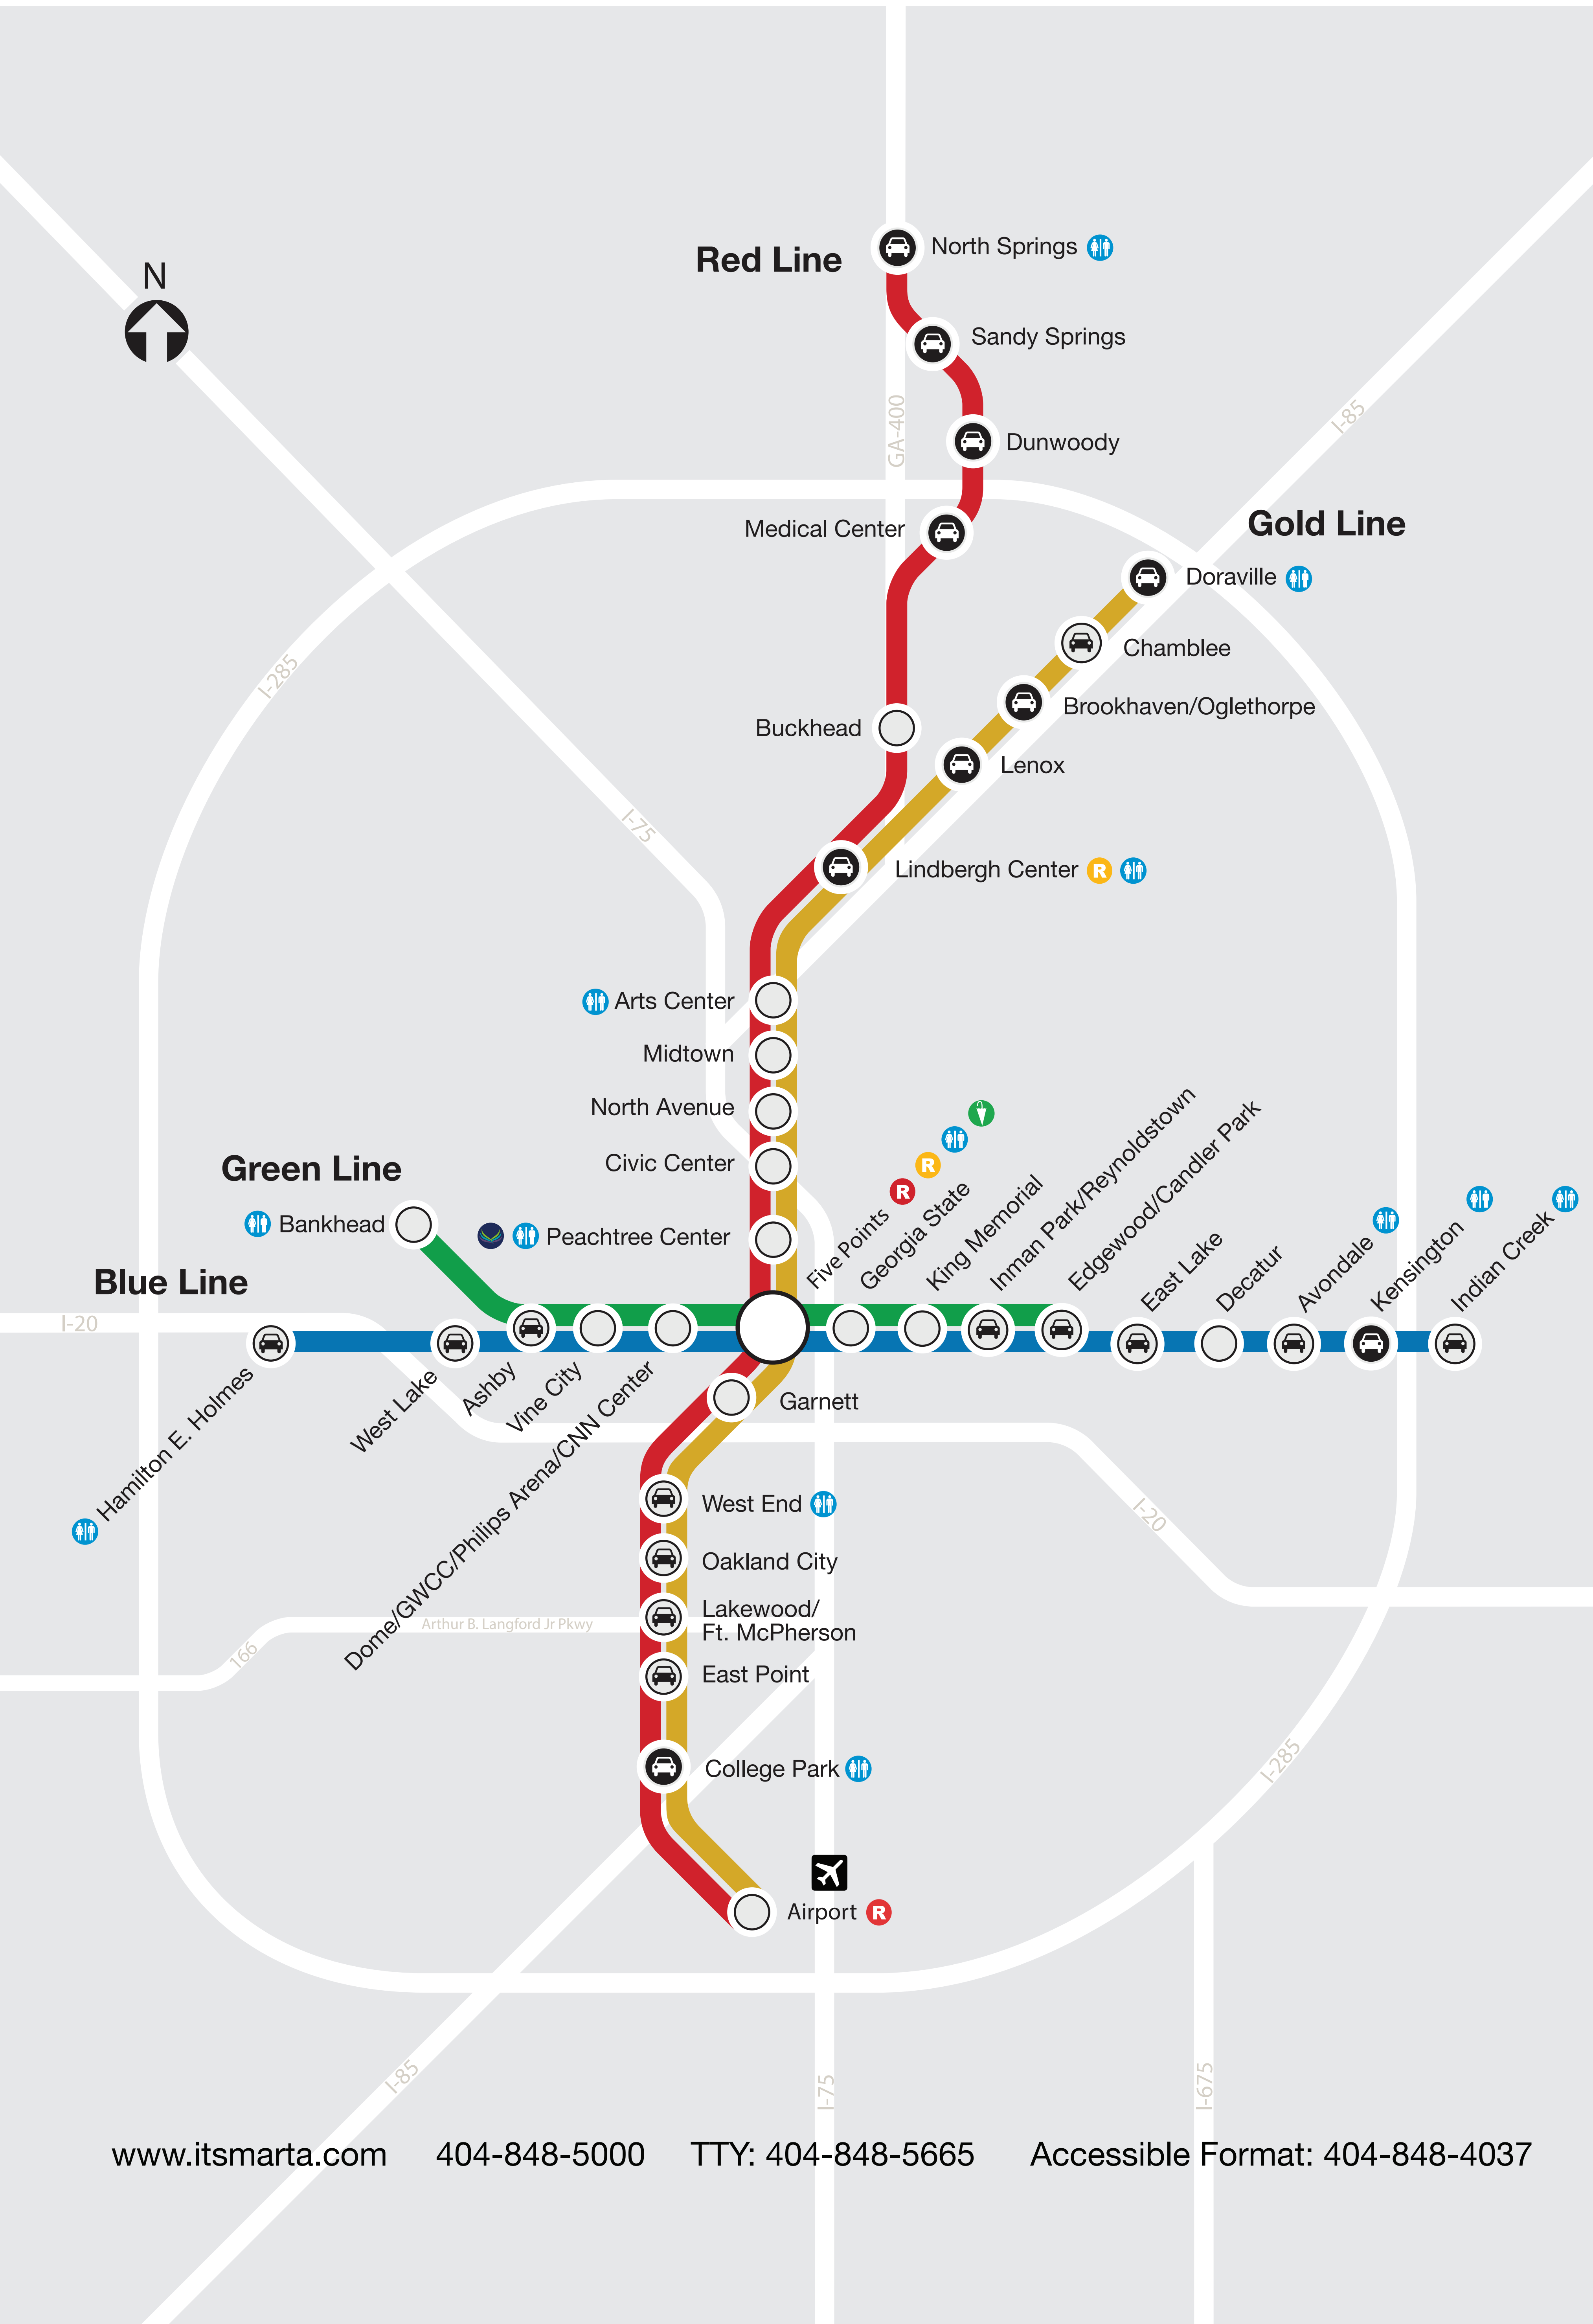 North Springs
Red Line
N
Sandy Springs
GA-400
I-85
Dunwoody
Gold Line
Medical Center
Doraville
Chamble​e
I-285
Brookhaven/Oglethorpe
Buckhead
Lenox
I-75
Lindbergh Center R
Arts Center
Midtown
North Avenue
Civic Center
Green Line
Bankhead
Peachtree Center
Five Points R R
Georgia State
King Memorial
Inman Park/Reynoldstown
Edgewood/Candler Park
East Lake
Decatur
Avondale
Kensington
Indian Creek
Blue Line
I-20
Hamilton E. Holmes
West Lake
Ashby
Vine City
Dome/GWCC/Philips Arena/CNN Center
Garnett
West End
I-20
Oakland City
Lakewood/
Ft. McPherson
Arthur B. Langford Jr Pkwy
166
East Point
College Park
I-285
Airport R
I-85
I-75
I-675
www.itsmarta.com 404-848-5000 TTY: 404-848-5665 Accessible Format: 404-848-4037